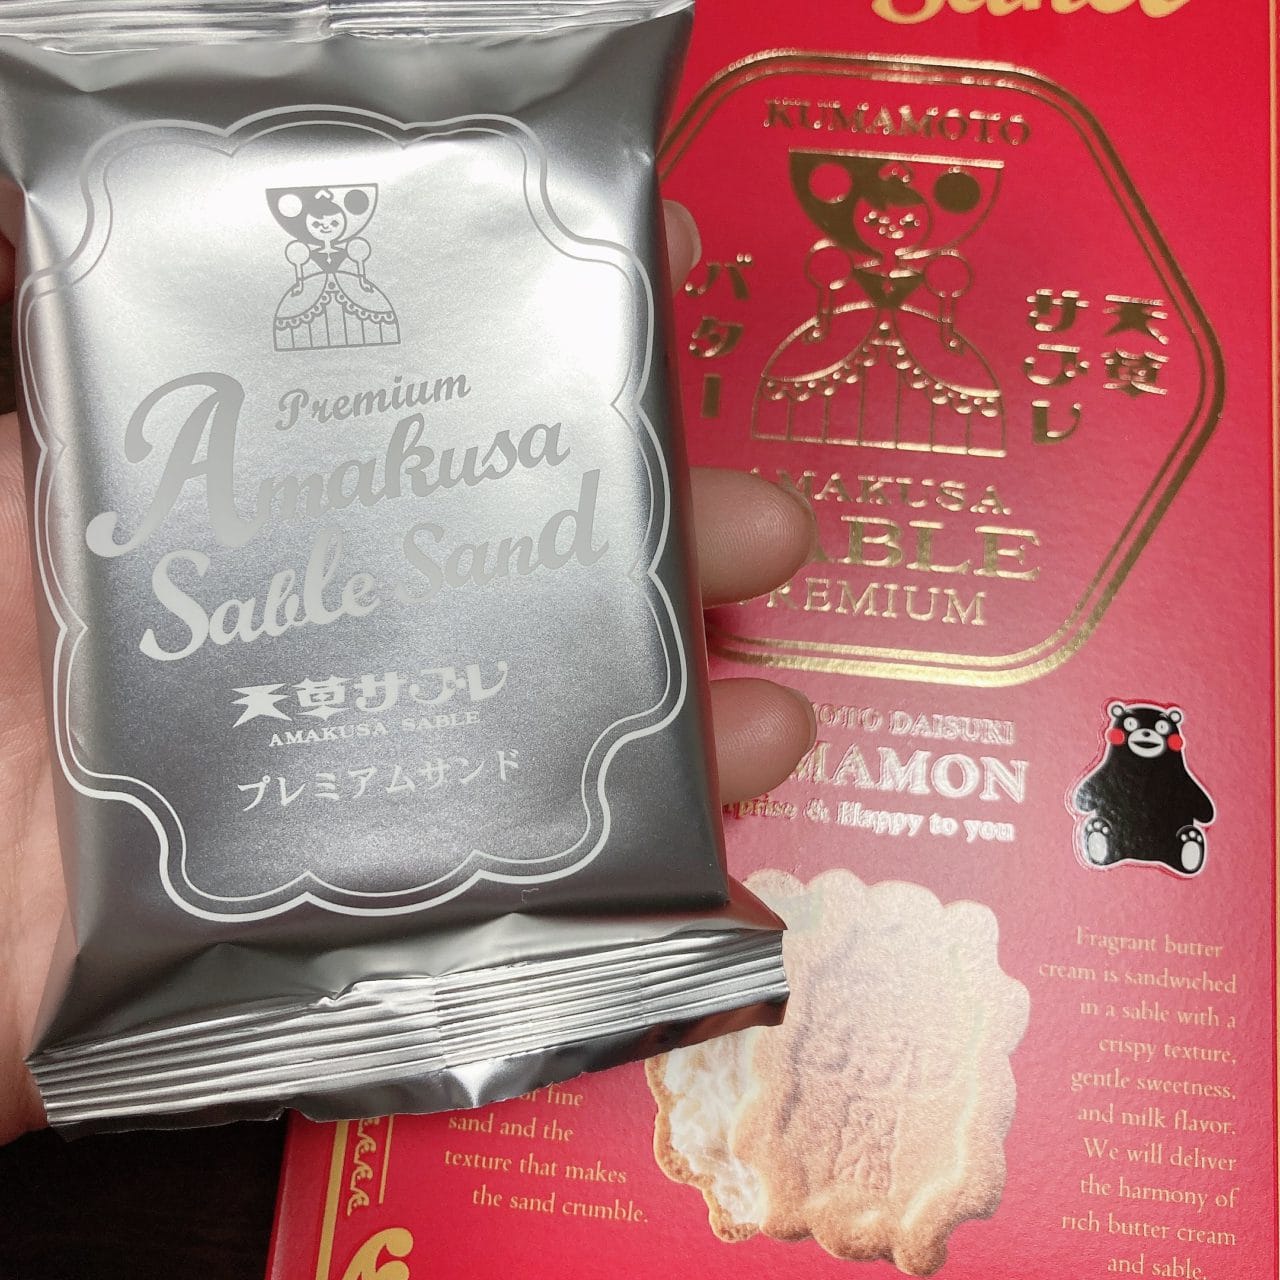 Premium
Amakusa
Sable Sand
天草サブレ
AMAKUSA SABLE
プレミアムサンド
KUMAMOTO
天草
サブレ
バター
AMAKUSA
SABLE
PREMIUM
DAISUKI
& Happy to you
Fragrant butter
cream is sandwiched
in a sable with a
crispy texture,
gentle sweetness,
and milk flavor.
We will deliver
the harmony of
rich butter cream
and sable.
fine
sand and the
texture that makes
the sand crumble.